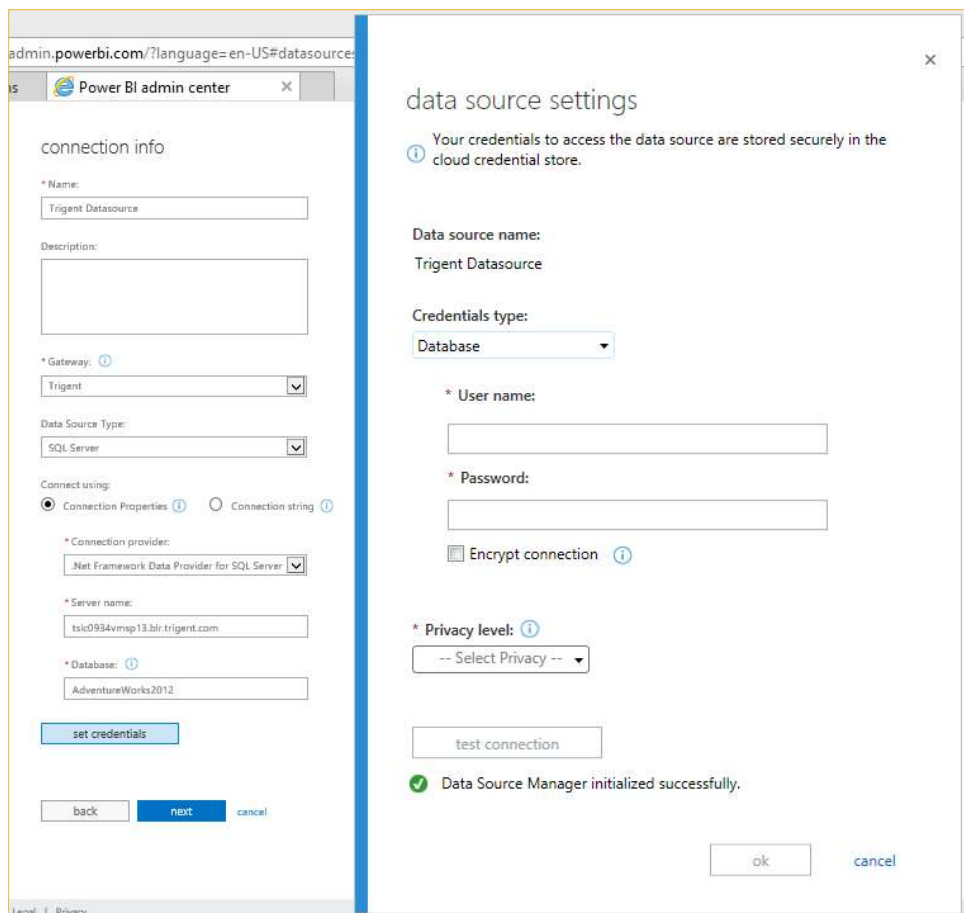 admin.powerbi.com/?language=en-US#datasources
ns
Power BI admin center
connection info
* Name:
Trigent Datasource
Description:
* Gateway:
Trigent
Data Source Type:
SQL Server
Connect using:
Connection Properties
Connection string
* Connection provider:
.Net Framework Data Provider for SQL Server
* Server name:
tslc0934vmsp13.blr.trigent.com
* Database:
AdventureWorks2012
set credentials
back next cancel
Legal | Privacy
data source settings
Your credentials to access the data source are stored securely in the
cloud credential store.
Data source name:
Trigent Datasource
Credentials type:
Database
* User name:
* Password:
Encrypt connection
* Privacy level:
-- Select Privacy --
test connection
Data Source Manager initialized successfully.
ok cancel